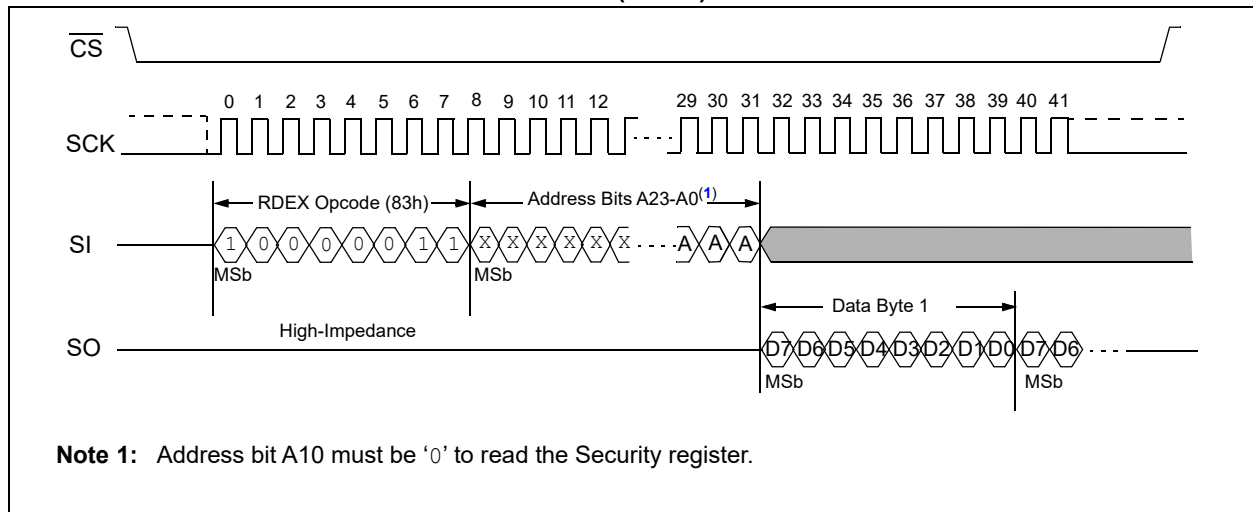 CS
0 1 2 3 4 5 6 7 8 9 10 11 12 29 30 31 32 33 34 35 36 37 38 39 40 41
SCK
RDEX Opcode (83h) Address Bits A23-A0(1)
SI 1 0 0 0 0 0 1 1 X X X X X X A A A
MSb MSb
Data Byte 1
High-Impedance
SO D7 D6 D5 D4 D3 D2 D1 D0 D7 D6
MSb MSb
Note 1: Address bit A10 must be ‘0’ to read the Security register.